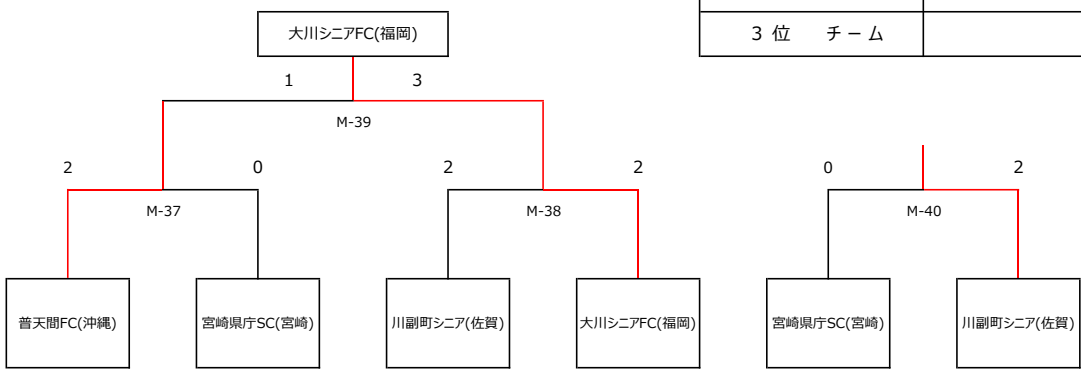 大川シニアFC(福岡)
3 位 チーム
1 3
M-39
2 0 2 2 0 2
M-37 M-38 M-40
普天間FC(沖縄) 宮崎県庁SC(宮崎) 川副町シニア(佐賀) 大川シニアFC(福岡) 宮崎県庁SC(宮崎) 川副町シニア(佐賀)